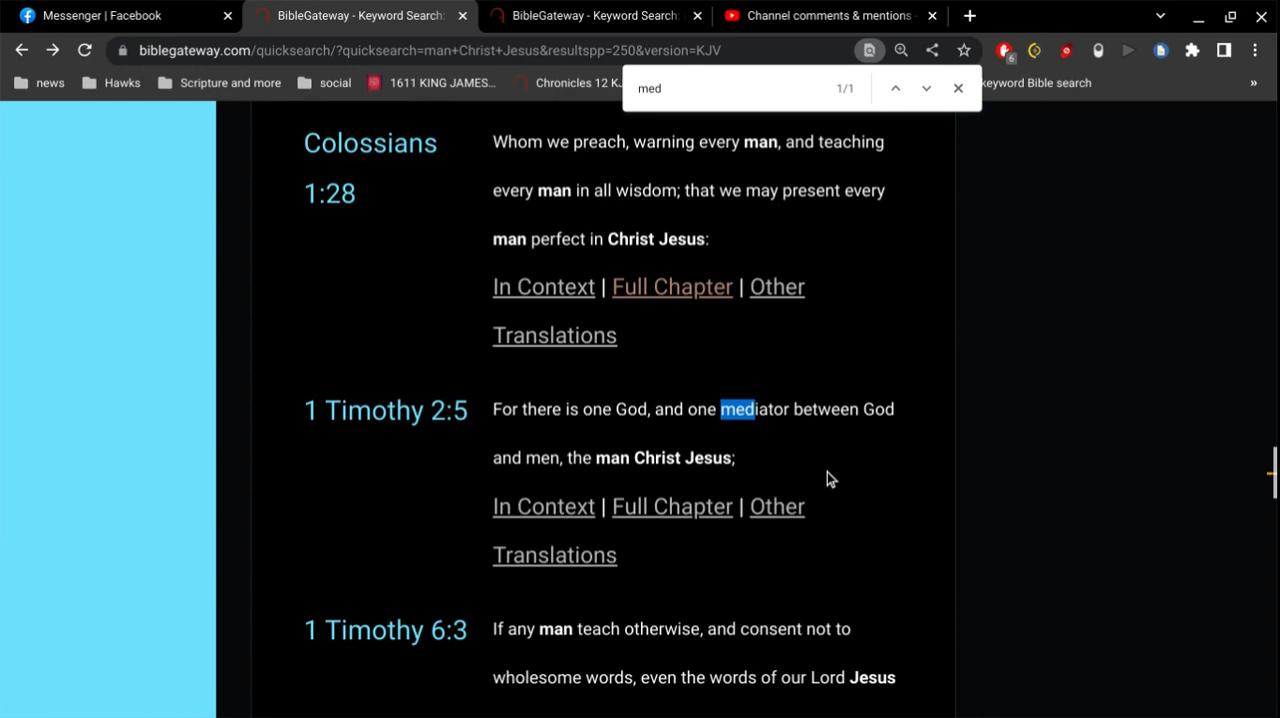 Messenger | Facebook
BibleGateway - Keyword Search:
BibleGateway - Keyword Search:
Channel comments & mentions -
biblegateway.com/quicksearch/?quicksearch=man+Christ+Jesus&resultspp=250&version=KJV
6
news
Hawks
Scripture and more
social
1611 KING JAMES...
Chronicles 12 K
keyword Bible search
»
med 1/1
Colossians 1:28
Whom we preach, warning every man, and teaching
every man in all wisdom; that we may present every
man perfect in Christ Jesus:
In Context | Full Chapter | Other
Translations
1 Timothy 2:5
For there is one God, and one mediator between God
and men, the man Christ Jesus;
In Context | Full Chapter | Other
Translations
1 Timothy 6:3
If any man teach otherwise, and consent not to
wholesome words, even the words of our Lord Jesus